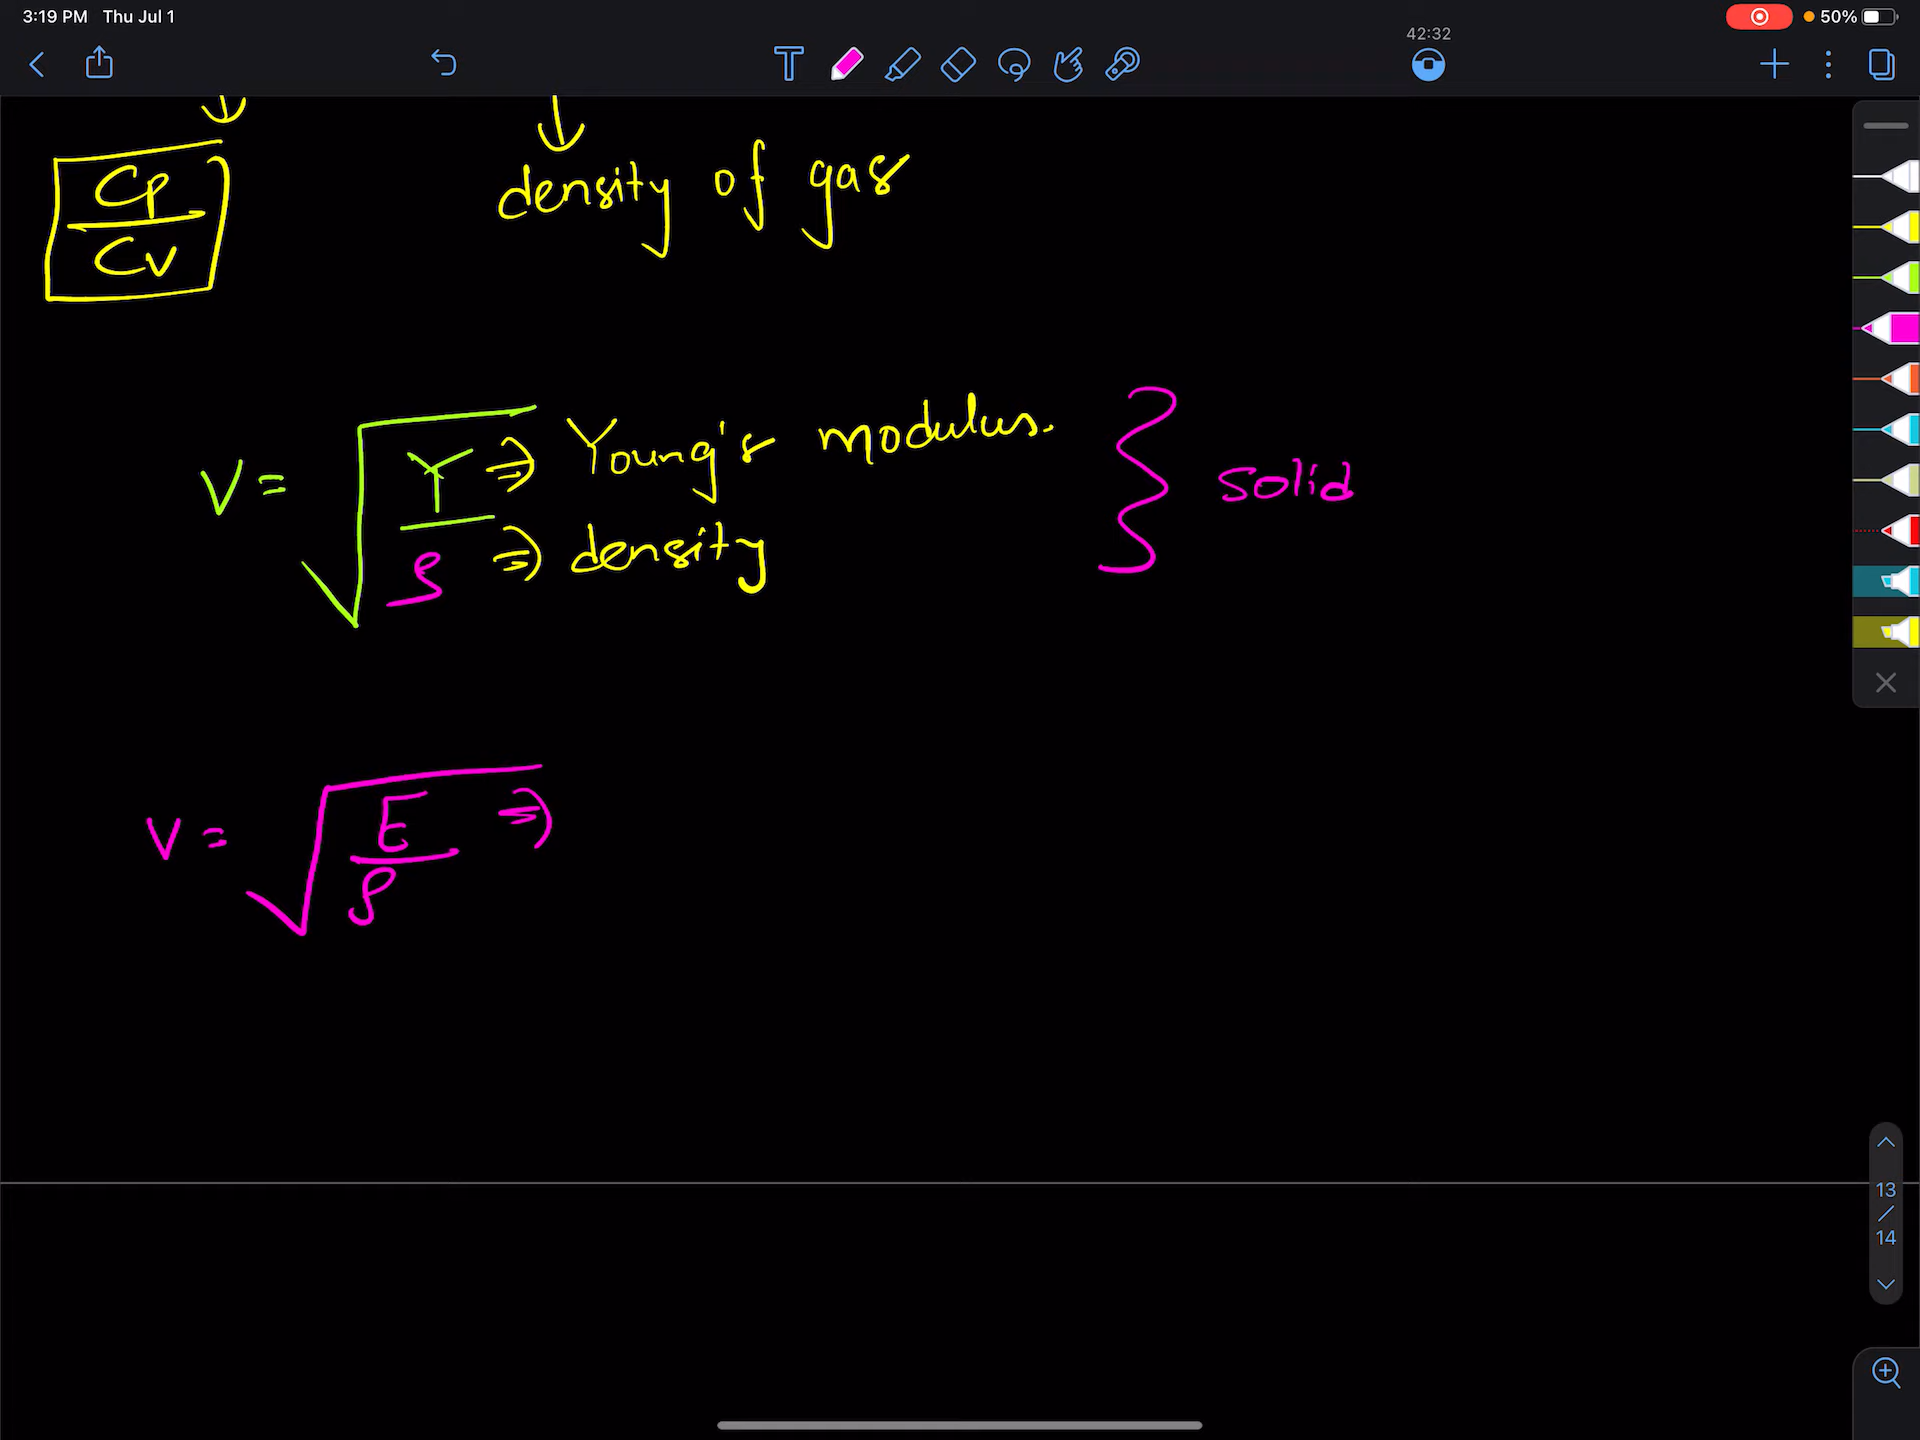 3:19 PM Thu Jul 1
50%
42:32
T
Cp
Cv
density of gas
V = √ Y ⇒ Young's modulus.
ρ ⇒ density
solid
V = √ E ⇒
ρ
13
/
14